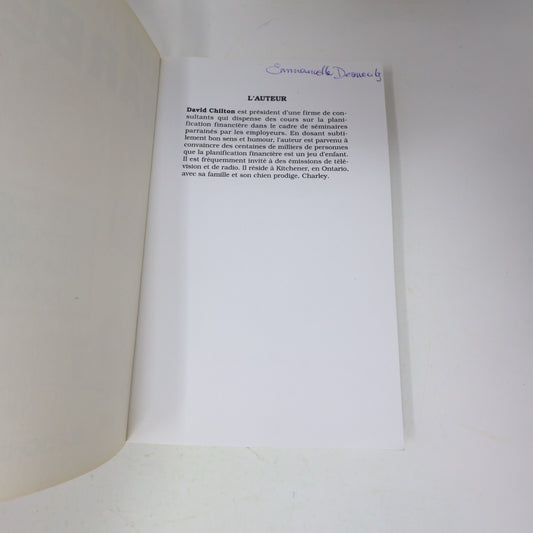 Emmanuelle
L'AUTEUR
David Chilton est président d'une firme de con-
sultants qui dispense des cours sur la plani-
fication financière dans le cadre de séminaires
parrainés par les employeurs. En dosant subti-
lement bon sens et humour, l'auteur est parvenu à
convaincre des centaines de milliers de personnes
que la planification financière est un jeu d'enfant.
Il est fréquemment invité à des émissions de télé-
vision et de radio. Il réside à Kitchener, en Ontario,
avec sa famille et son chien prodige, Charley.